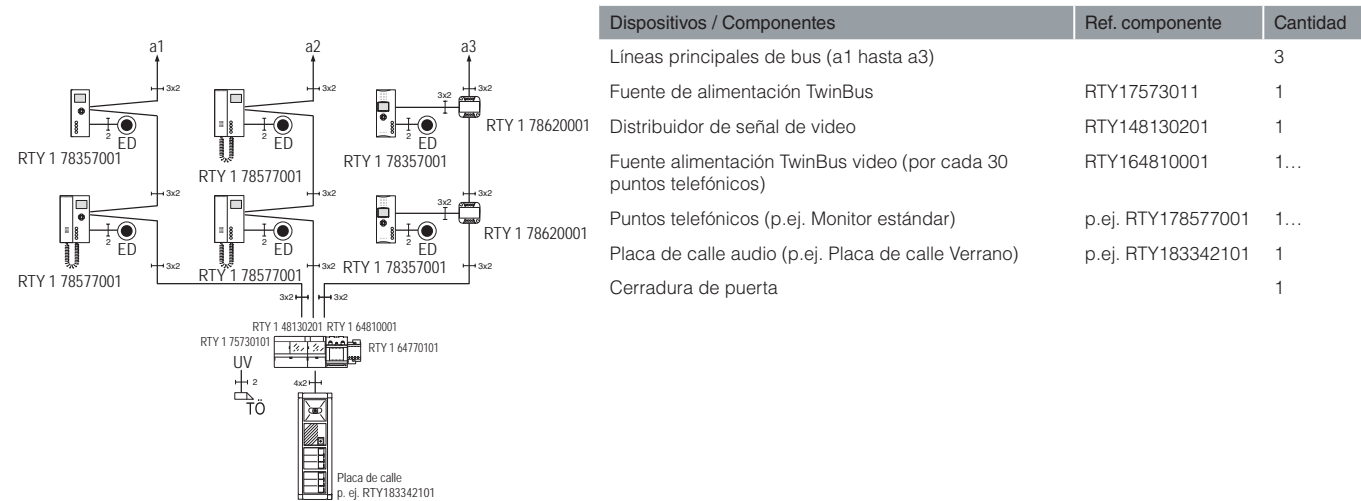 a1 a2 a3
3x2 3x2 3x2
3x2
2 ED 2 ED 2 ED
RTY 1 78620001
RTY 1 78357001 RTY 1 78577001 RTY 1 78357001
3x2 3x2 3x2
3x2
2 ED 2 ED 2 ED
RTY 1 78620001
RTY 1 78577001 RTY 1 78577001 RTY 1 78357001
3x2 3x2 3x2
3x2 3x2
RTY 1 48130201 RTY 1 64810001
RTY 1 75730101 RTY 1 64770101
UV
2 4x2
TÖ
Placa de calle
p. ej. RTY183342101
Dispositivos / Componentes Ref. componente Cantidad
Líneas principales de bus (a1 hasta a3) 3
Fuente de alimentación TwinBus RTY17573011 1
Distribuidor de señal de video RTY148130201 1
Fuente alimentación TwinBus video (por cada 30 RTY164810001 1…
puntos telefónicos)
Puntos telefónicos (p.ej. Monitor estándar) p.ej. RTY178577001 1…
Placa de calle audio (p.ej. Placa de calle Verrano) p.ej. RTY183342101 1
Cerradura de puerta 1